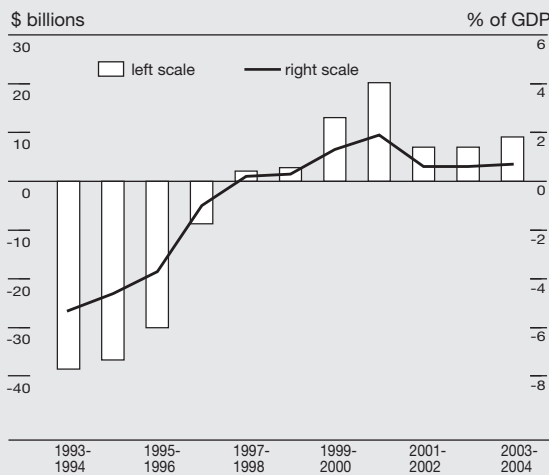 $ billions % of GDP
30 6
left scale right scale
20 4
10 2
0 0
-10 -2
-20 -4
-30 -6
-40 -8
1993- 1995- 1997- 1999- 2001- 2003-
1994 1996 1998 2000 2002 2004